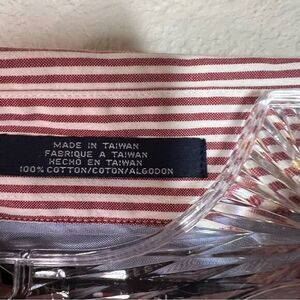 MADE IN TAIWAN
FABRIQUE A TAIWAN
HECHO EN TAIWAN
100% COTTON/COTON/ALGODON